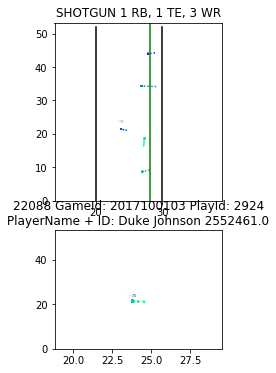 SHOTGUN 1 RB, 1 TE, 3 WR
50
40
30
20
10
0
20 30
22088 GameId: 2017100103 PlayId: 2924
PlayerName + ID: Duke Johnson 2552461.0
40
20
0
20.0 22.5 25.0 27.5